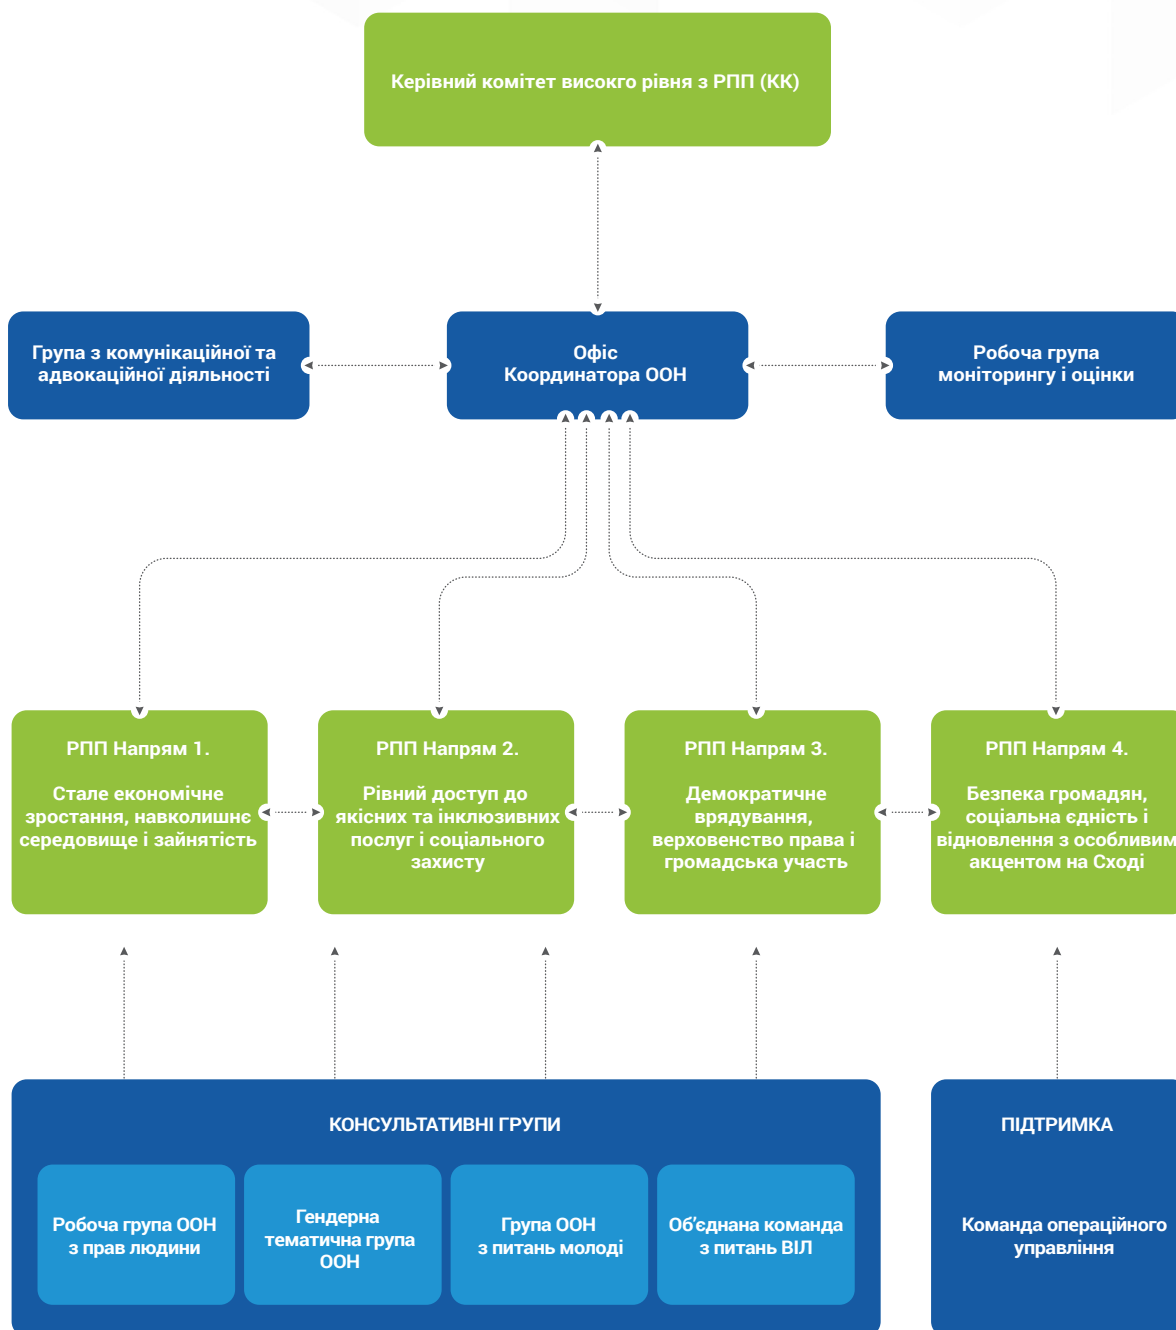 Керівний комітет високго рівня з РПП (КК)
Група з комунікаційної та
адвокаційної діяльності
Офіс
Координатора ООН
Робоча група
моніторингу і оцінки
РПП Напрям 1.
Стале економічне
зростання, навколишнє
середовище і зайнятість
РПП Напрям 2.
Рівний доступ до
якісних та інклюзивних
послуг і соціального
захисту
РПП Напрям 3.
Демократичне
врядування,
верховенство права і
громадська участь
РПП Напрям 4.
Безпека громадян,
соціальна єдність і
відновлення з особливим
акцентом на Сході
КОНСУЛЬТАТИВНІ ГРУПИ
Робоча група ООН
з прав людини
Гендерна
тематична група
ООН
Група ООН
з питань молоді
Об’єднана команда
з питань ВІЛ
ПІДТРИМКА
Команда операційного
управління